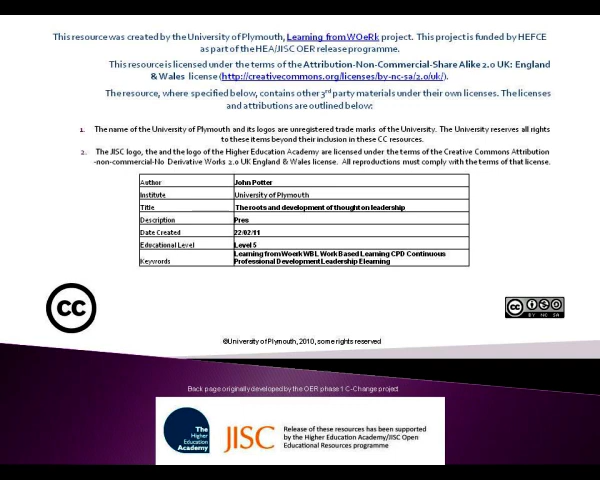 This resource was created by the University of Plymouth, Learning from WOeRk project. This project is funded by HEFCE
as part of the HEA/JISC OER release programme.
This resource is licensed under the terms of the Attribution-Non-Commercial-Share Alike 2.0 UK: England
& Wales license (http://creativecommons.org/licenses/by-nc-sa/2.0/uk/).
The resource, where specified below, contains other 3rd party materials under their own licenses. The licenses
and attributions are outlined below:
1. The name of the University of Plymouth and its logos are unregistered trade marks of the University. The University reserves all rights
to these items beyond their inclusion in these CC resources.
2. The JISC logo, the and the logo of the Higher Education Academy are licensed under the terms of the Creative Commons Attribution
-non-commercial-No Derivative Works 2.0 UK England & Wales license. All reproductions must comply with the terms of that license.
Author John Potter
Institute University of Plymouth
Title The roots and development of thought on leadership
Description Pres
Date Created 22/02/11
Educational Level Level 5
Keywords Learning from Woerk WBL Work Based Learning CPD Continuous
Professional Development Leadership Elearning
cc
cc
BY NC SA
©University of Plymouth, 2010, some rights reserved
Back page originally developed by the OER phase 1 C-Change project
The
Higher
Education
Academy
JISC
Release of these resources has been supported
by the Higher Education Academy/JISC Open
Educational Resources programme